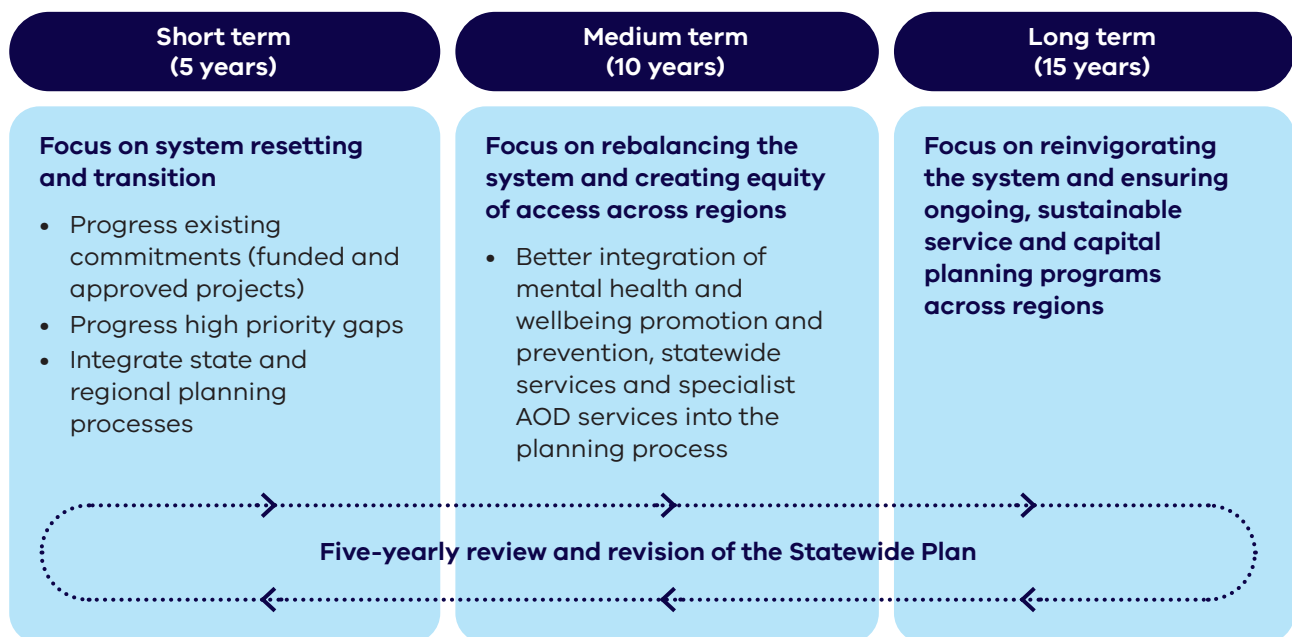 Short term
(5 years)
Medium term
(10 years)
Long term
(15 years)
Focus on system resetting
and transition
• Progress existing
commitments (funded and
approved projects)
• Progress high priority gaps
• Integrate state and
regional planning
processes
Focus on rebalancing the
system and creating equity
of access across regions
• Better integration of
mental health and
wellbeing promotion and
prevention, statewide
services and specialist
AOD services into the
planning process
Focus on reinvigorating
the system and ensuring
ongoing, sustainable
service and capital
planning programs
across regions
Five-yearly review and revision of the Statewide Plan